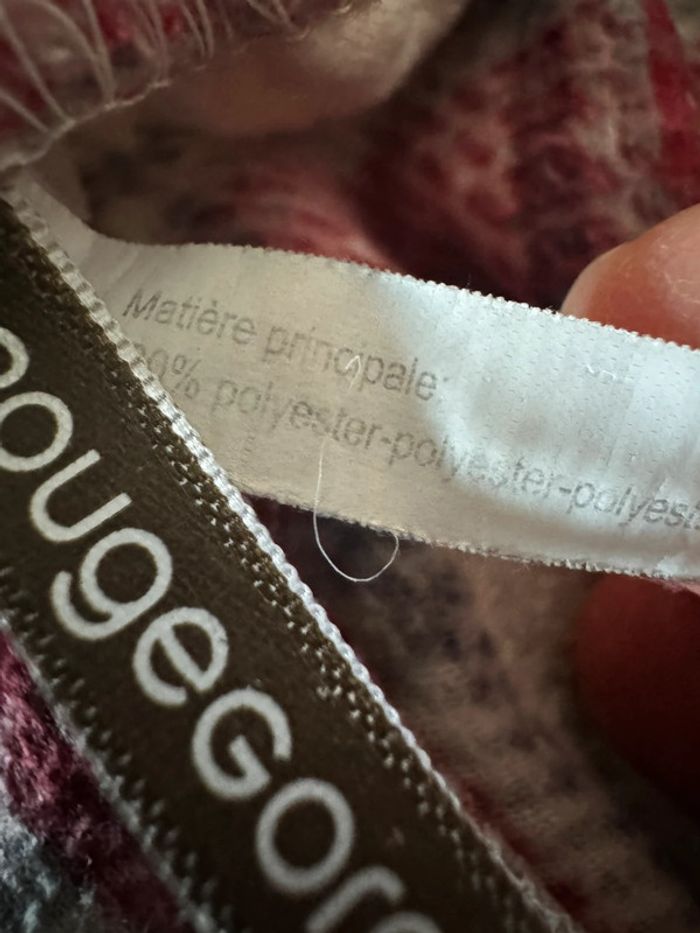 Matière principale:
% polyester-polyester-polyest
ougeGor